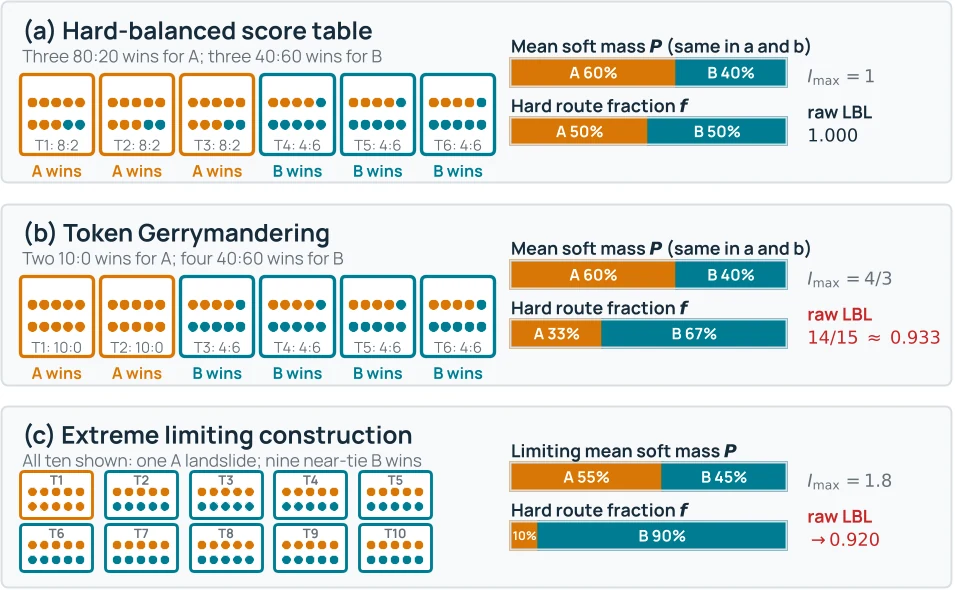 (a) Hard-balanced score table
Three 80:20 wins for A; three 40:60 wins for B
T1: 8:2 T2: 8:2 T3: 8:2 T4: 4:6 T5: 4:6 T6: 4:6
A wins A wins A wins B wins B wins B wins
Mean soft mass P (same in a and b)
A 60% B 40%
Hard route fraction f
A 50% B 50%
I_max = 1
raw LBL
1.000
(b) Token Gerrymandering
Two 10:0 wins for A; four 40:60 wins for B
T1: 10:0 T2: 10:0 T3: 4:6 T4: 4:6 T5: 4:6 T6: 4:6
A wins A wins B wins B wins B wins B wins
Mean soft mass P (same in a and b)
A 60% B 40%
Hard route fraction f
A 33% B 67%
I_max = 4/3
raw LBL
14/15 ≈ 0.933
(c) Extreme limiting construction
All ten shown: one A landslide; nine near-tie B wins
T1 T2 T3 T4 T5
T6 T7 T8 T9 T10
Limiting mean soft mass P
A 55% B 45%
Hard route fraction f
10% B 90%
I_max = 1.8
raw LBL
→0.920